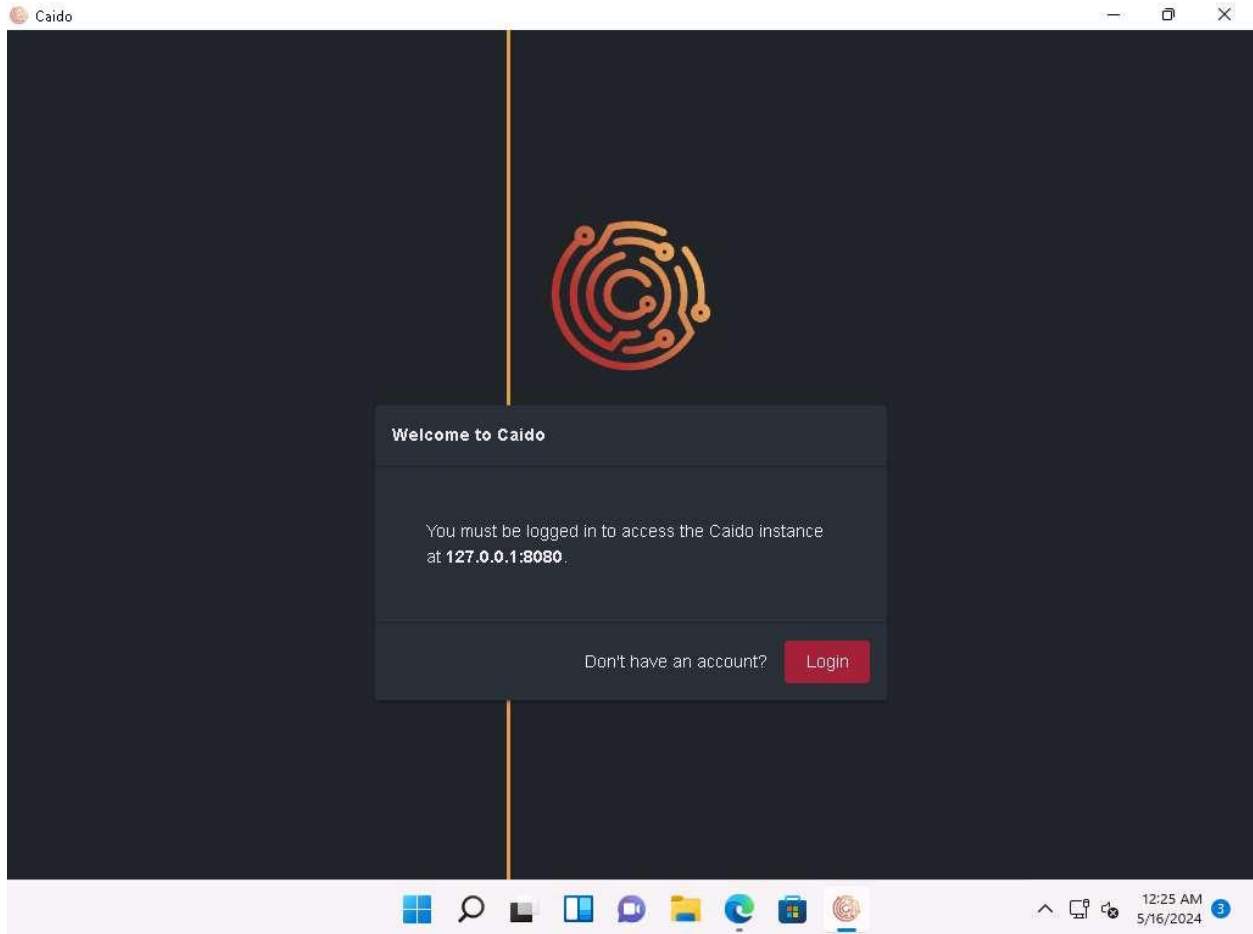 Caido
Welcome to Caido
You must be logged in to access the Caido instance
at 127.0.0.1:8080.
Don't have an account?
Login
12:25 AM
5/16/2024
3